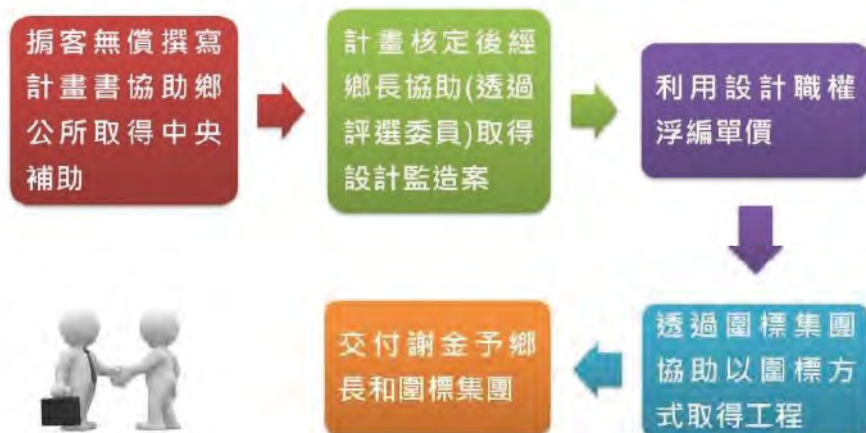 掮客無償撰寫
計畫書協助鄉
公所取得中央
補助
計畫核定後經
鄉長協助(透過
評選委員)取得
設計監造案
利用設計職權
浮編單價
透過圍標集團
協助以圍標方
式取得工程
交付謝金予鄉
長和圍標集團